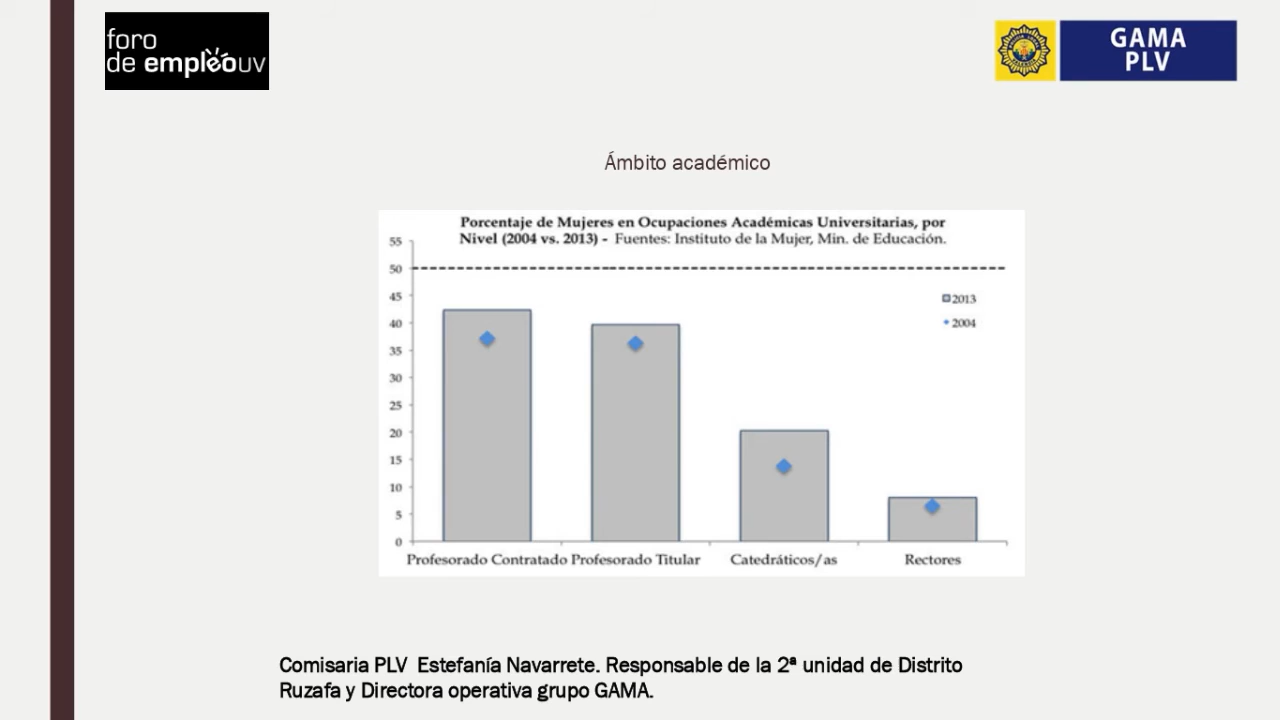 foro
de empleouv
GAMA
PLV
Ámbito académico
Porcentaje de Mujeres en Ocupaciones Académicas Universitarias, por
Nivel (2004 vs. 2013) - Fuentes: Instituto de la Mujer, Min. de Educación.
55
50
45
40
35
30
25
20
15
10
5
0
2013
2004
Profesorado Contratado Profesorado Titular Catedráticos/as Rectores
Comisaria PLV Estefanía Navarrete. Responsable de la 2ª unidad de Distrito
Ruzafa y Directora operativa grupo GAMA.